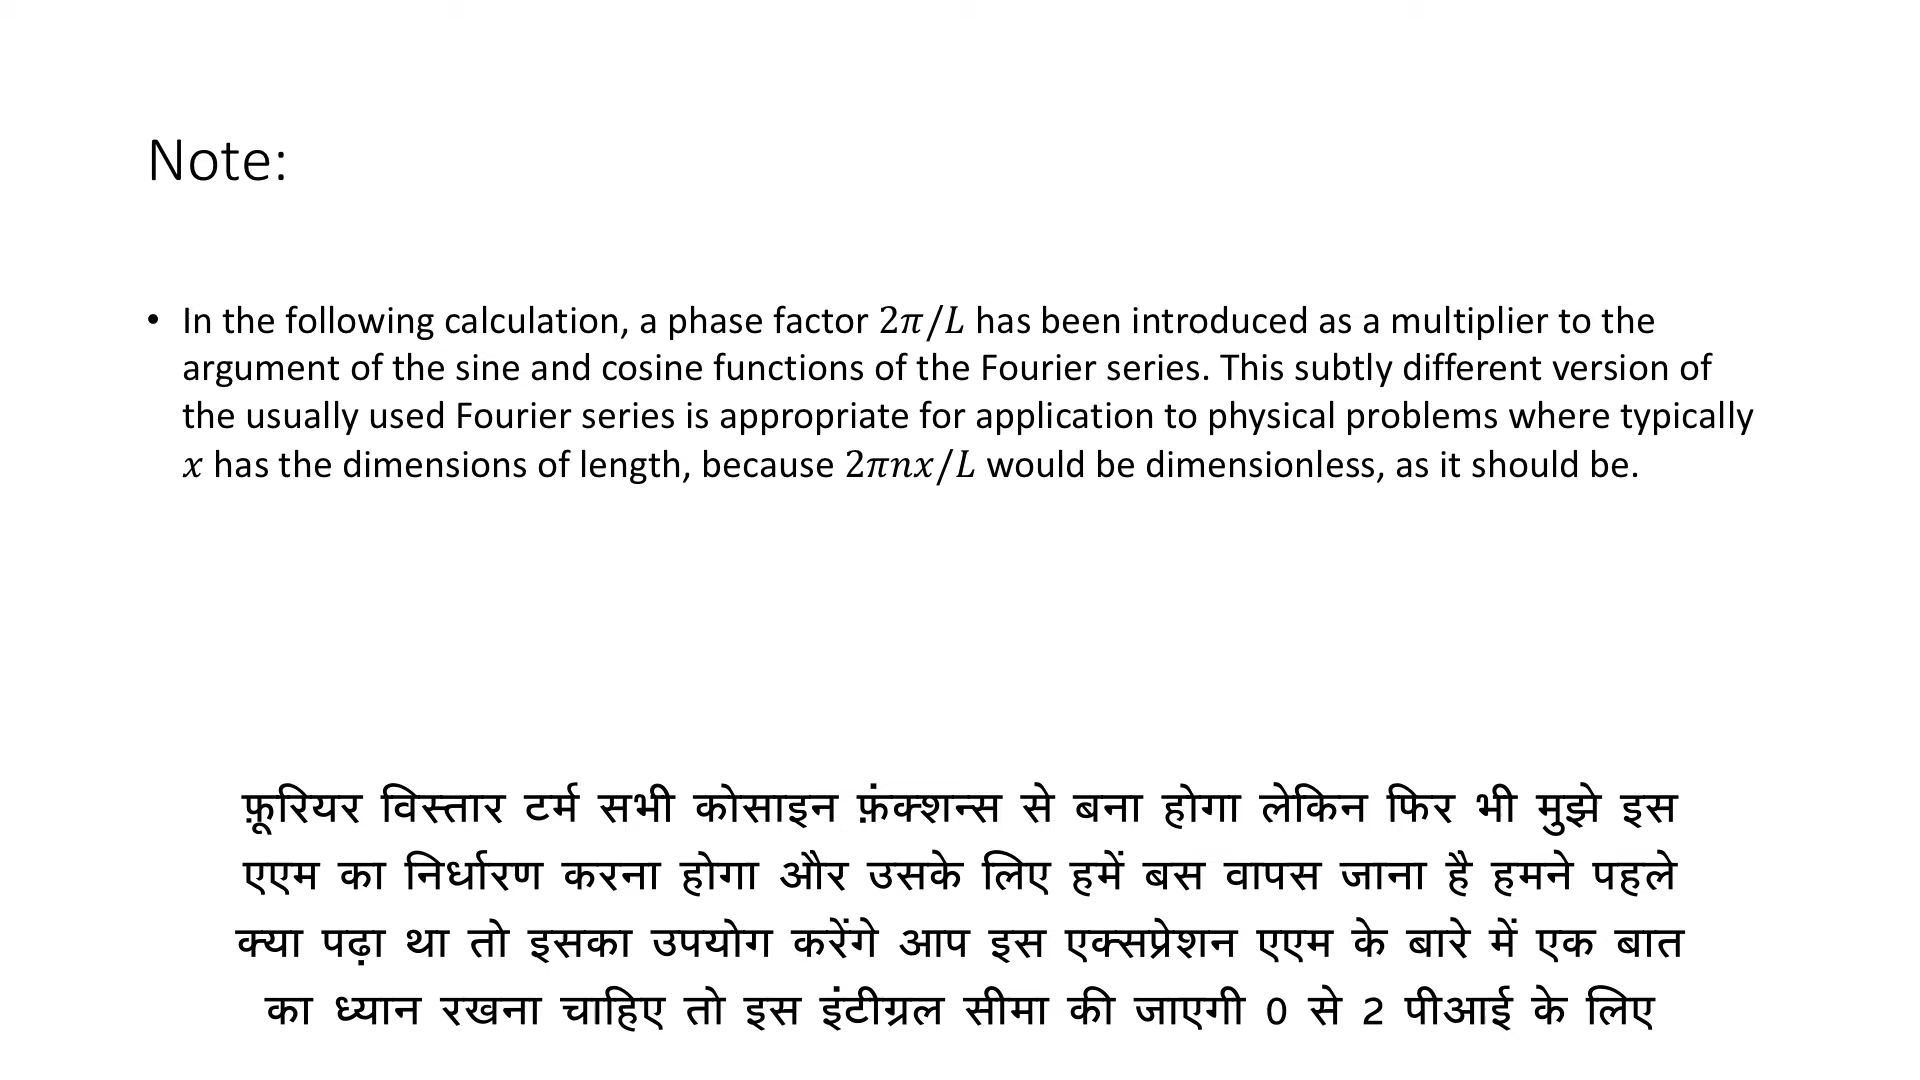 Note:
• In the following calculation, a phase factor 2𝜋/𝐿 has been introduced as a multiplier to the
argument of the sine and cosine functions of the Fourier series. This subtly different version of
the usually used Fourier series is appropriate for application to physical problems where typically
𝑥 has the dimensions of length, because 2𝜋𝑛𝑥/𝐿 would be dimensionless, as it should be.
फ़ूरियर विस्तार टर्म सभी कोसाइन फ़ंक्शन्स से बना होगा लेकिन फिर भी मुझे इस
एएम का निर्धारण करना होगा और उसके लिए हमें बस वापस जाना है हमने पहले
क्या पढ़ा था तो इसका उपयोग करेंगे आप इस एक्सप्रेशन एएम के बारे में एक बात
का ध्यान रखना चाहिए तो इस इंटीग्रल सीमा की जाएगी 0 से 2 पीआई के लिए